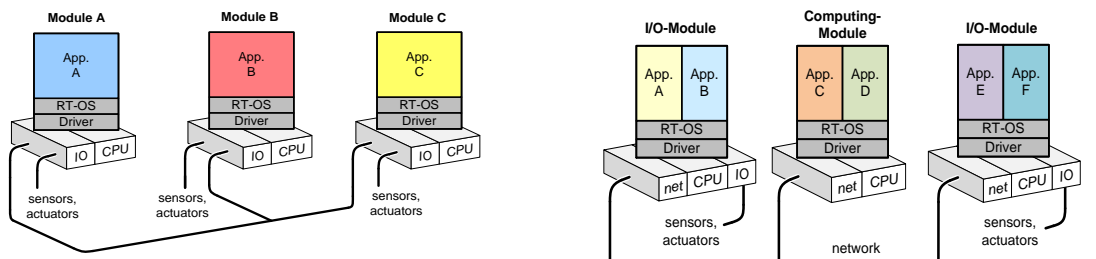 Module A
App.
A
RT-OS
Driver
IO CPU
sensors,
actuators
Module B
App.
B
RT-OS
Driver
IO CPU
sensors,
actuators
Module C
App.
C
RT-OS
Driver
IO CPU
sensors,
actuators
I/O-Module
App.
A
App.
B
RT-OS
Driver
net CPU IO
sensors,
actuators
Computing-
Module
App.
C
App.
D
RT-OS
Driver
net CPU
network
I/O-Module
App.
E
App.
F
RT-OS
Driver
net CPU IO
sensors,
actuators